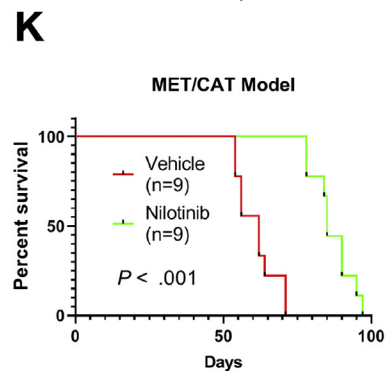 K
MET/CAT Model
Percent survival
100
50
0
Vehicle
(n=9)
Nilotinib
(n=9)
P < .001
0
50
100
Days